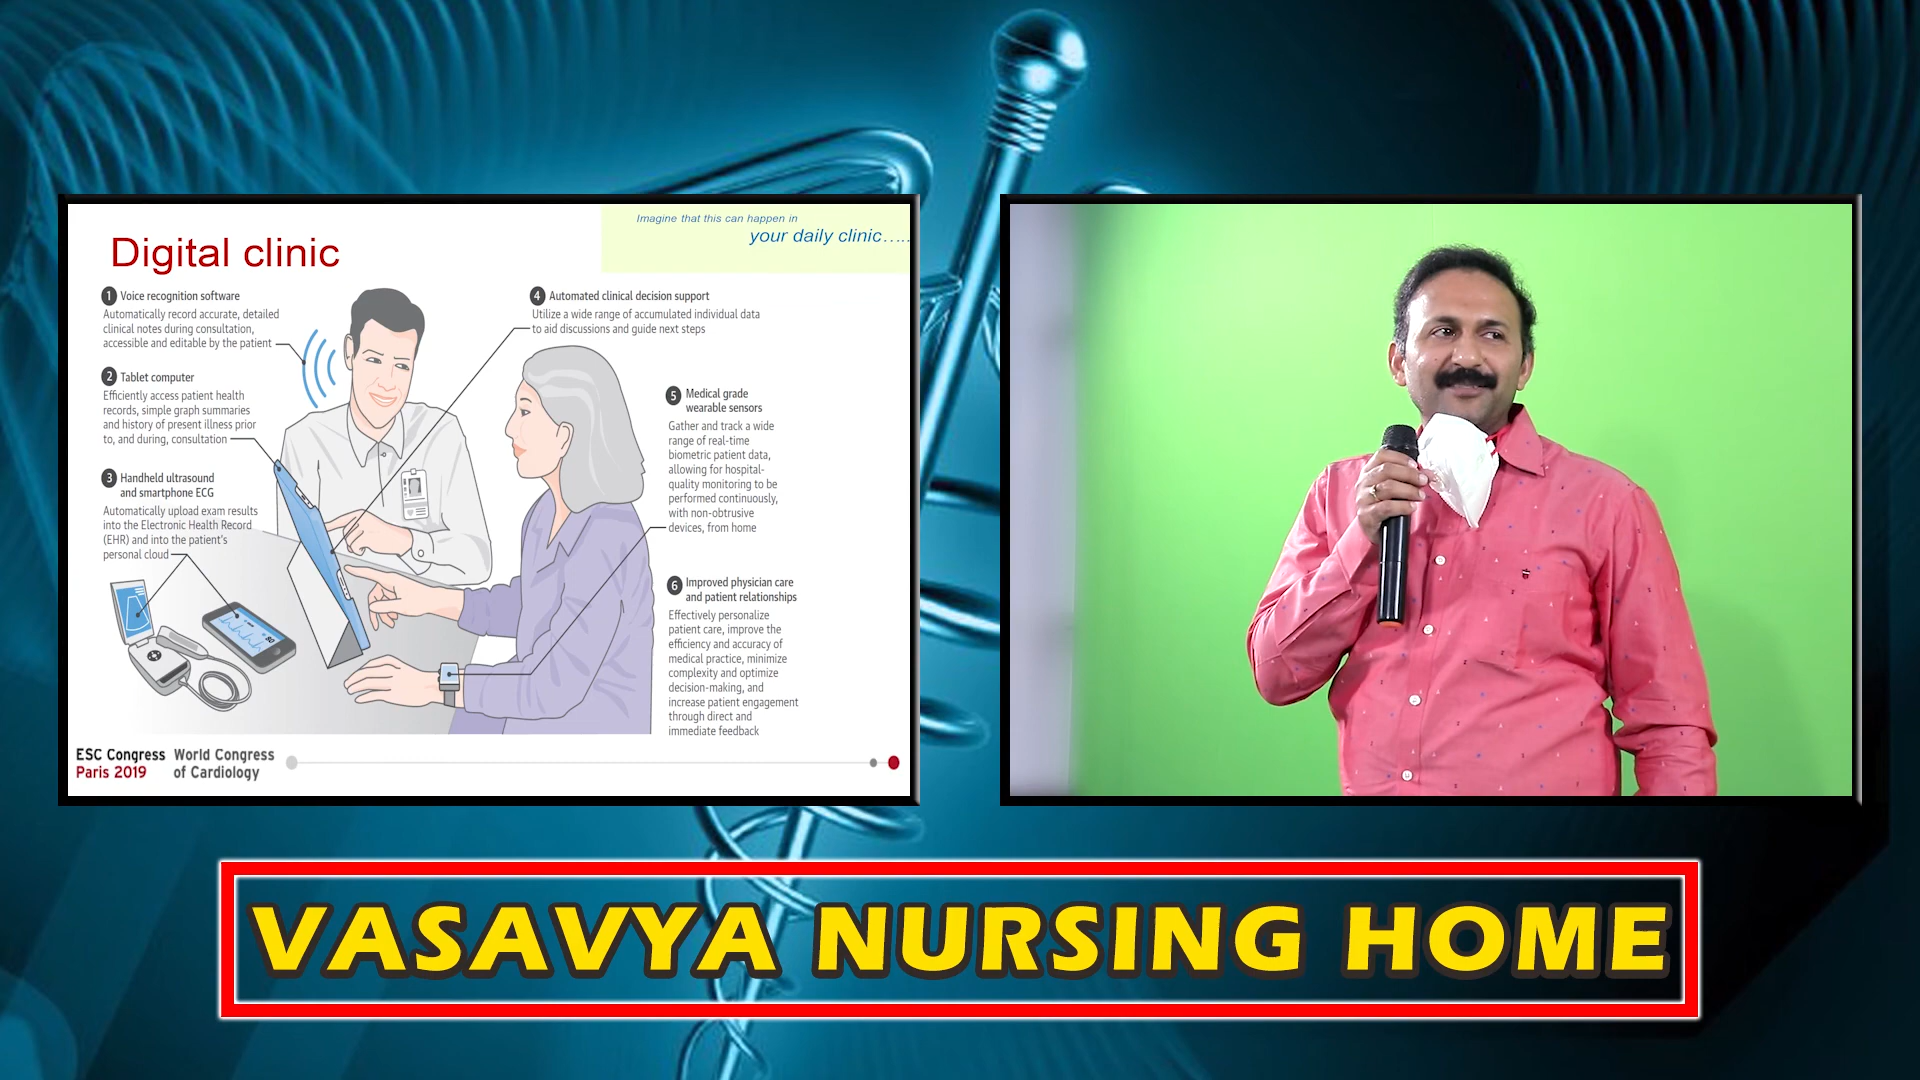 Imagine that this can happen in
your daily clinic…..
Digital clinic
1 Voice recognition software
Automatically record accurate, detailed
clinical notes during consultation,
accessible and editable by the patient
2 Tablet computer
Efficiently access patient health
records, simple graph summaries
and history of present illness prior
to, and during, consultation
3 Handheld ultrasound
and smartphone ECG
Automatically upload exam results
into the Electronic Health Record
(EHR) and into the patient's
personal cloud
4 Automated clinical decision support
Utilize a wide range of accumulated individual data
to aid discussions and guide next steps
5 Medical grade
wearable sensors
Gather and track a wide
range of real-time
biometric patient data,
allowing for hospital-
quality monitoring to be
performed continuously,
with non-obtrusive
devices, from home
6 Improved physician care
and patient relationships
Effectively personalize
patient care, improve the
efficiency and accuracy of
medical practice, minimize
complexity and optimize
decision-making, and
increase patient engagement
through direct and
immediate feedback
ESC Congress World Congress
Paris 2019 of Cardiology
VASAVYA NURSING HOME